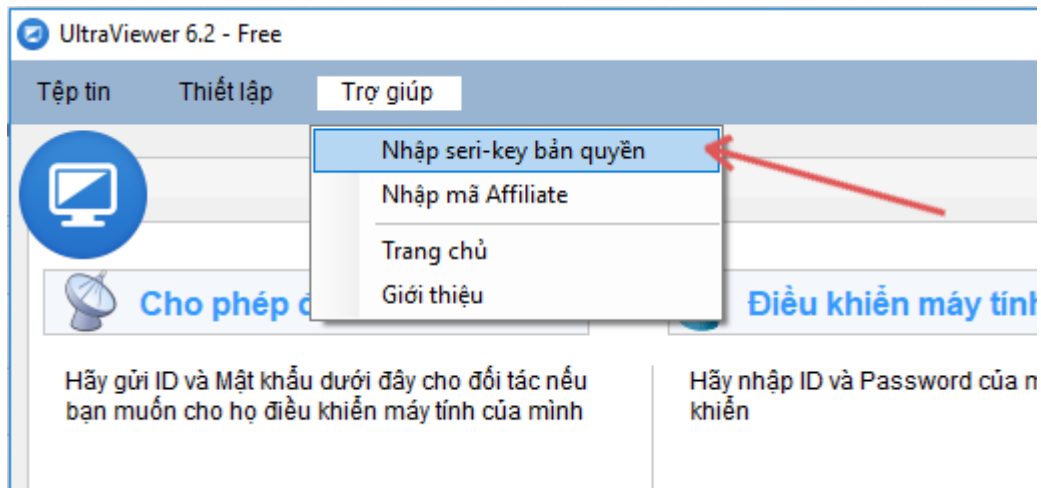 UltraViewer 6.2 - Free
Tệp tin Thiết lập Trợ giúp
Nhập seri-key bản quyền
Nhập mã Affiliate
Trang chủ
Giới thiệu
Cho phép
Điều khiển máy
Hãy gửi ID và Mật khẩu dưới đây cho đối tác nếu
bạn muốn cho họ điều khiển máy tính của mình
Hãy nhập ID và Password của
khiển